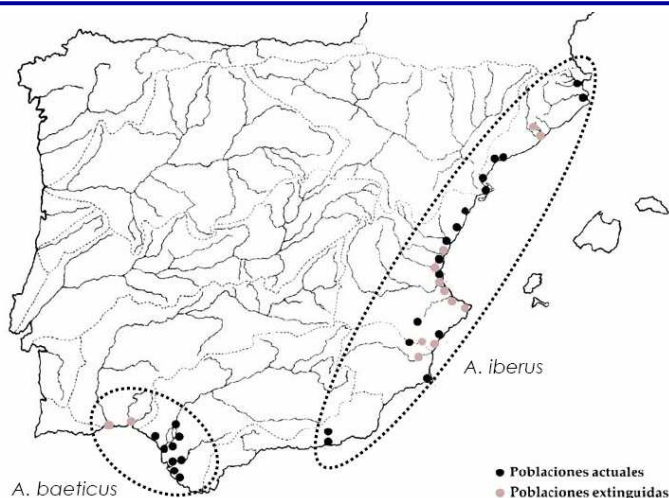 A. iberus
A. baeticus
Poblaciones actuales
Poblaciones extinguidas